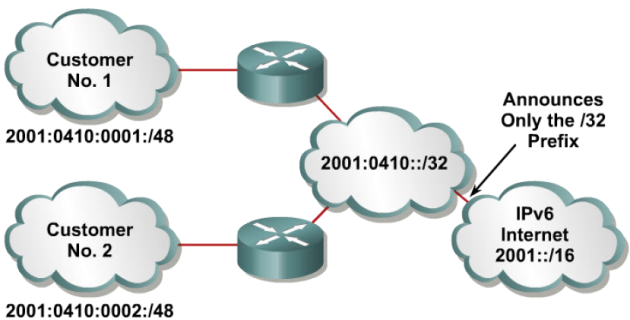 Customer
No. 1
2001:0410:0001:/48
Announces
Only the /32
Prefix
2001:0410::/32
Customer
No. 2
2001:0410:0002:/48
IPv6
Internet
2001::/16